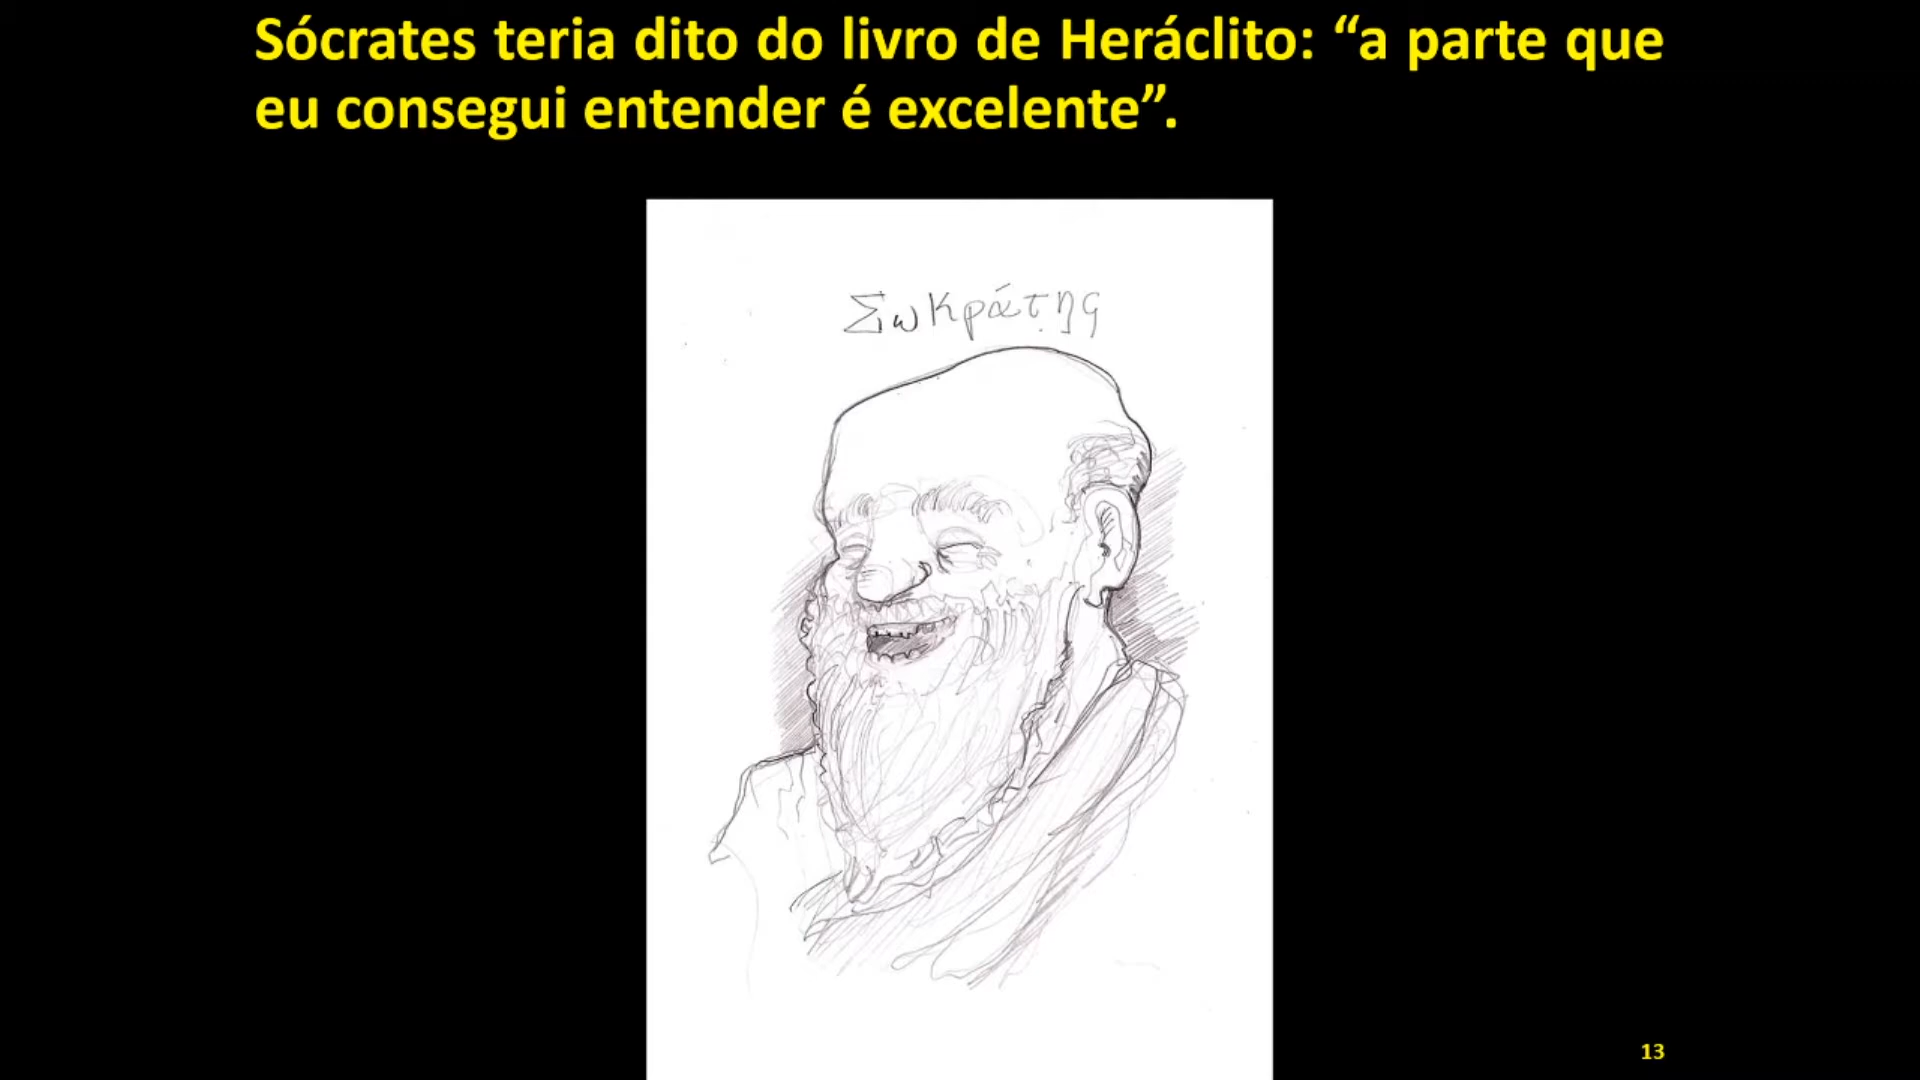 Sócrates teria dito do livro de Heráclito: “a parte que
eu consegui entender é excelente”.
Σωκράτης
13